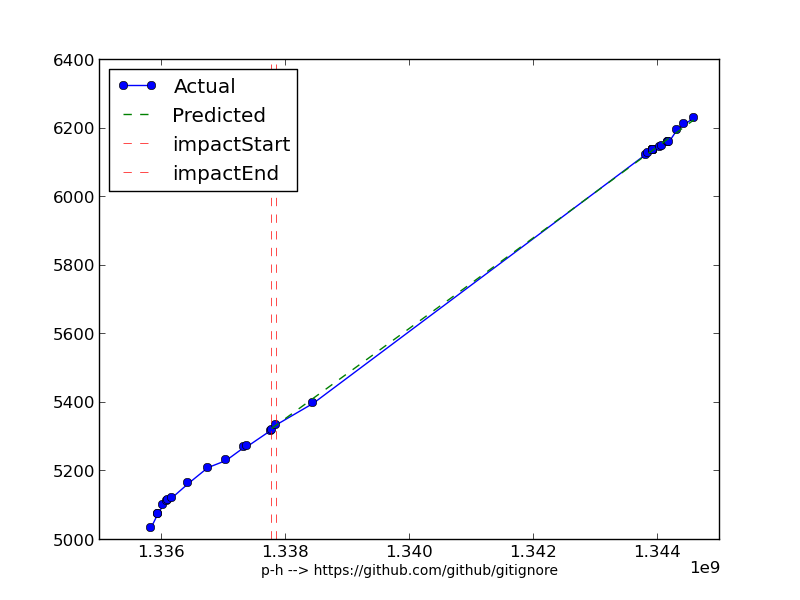 6400
6200
6000
5800
5600
5400
5200
5000
Actual
Predicted
impactStart
impactEnd
1.336 1.338 1.340 1.342 1.344
1e9
p-h --> https://github.com/github/gitignore